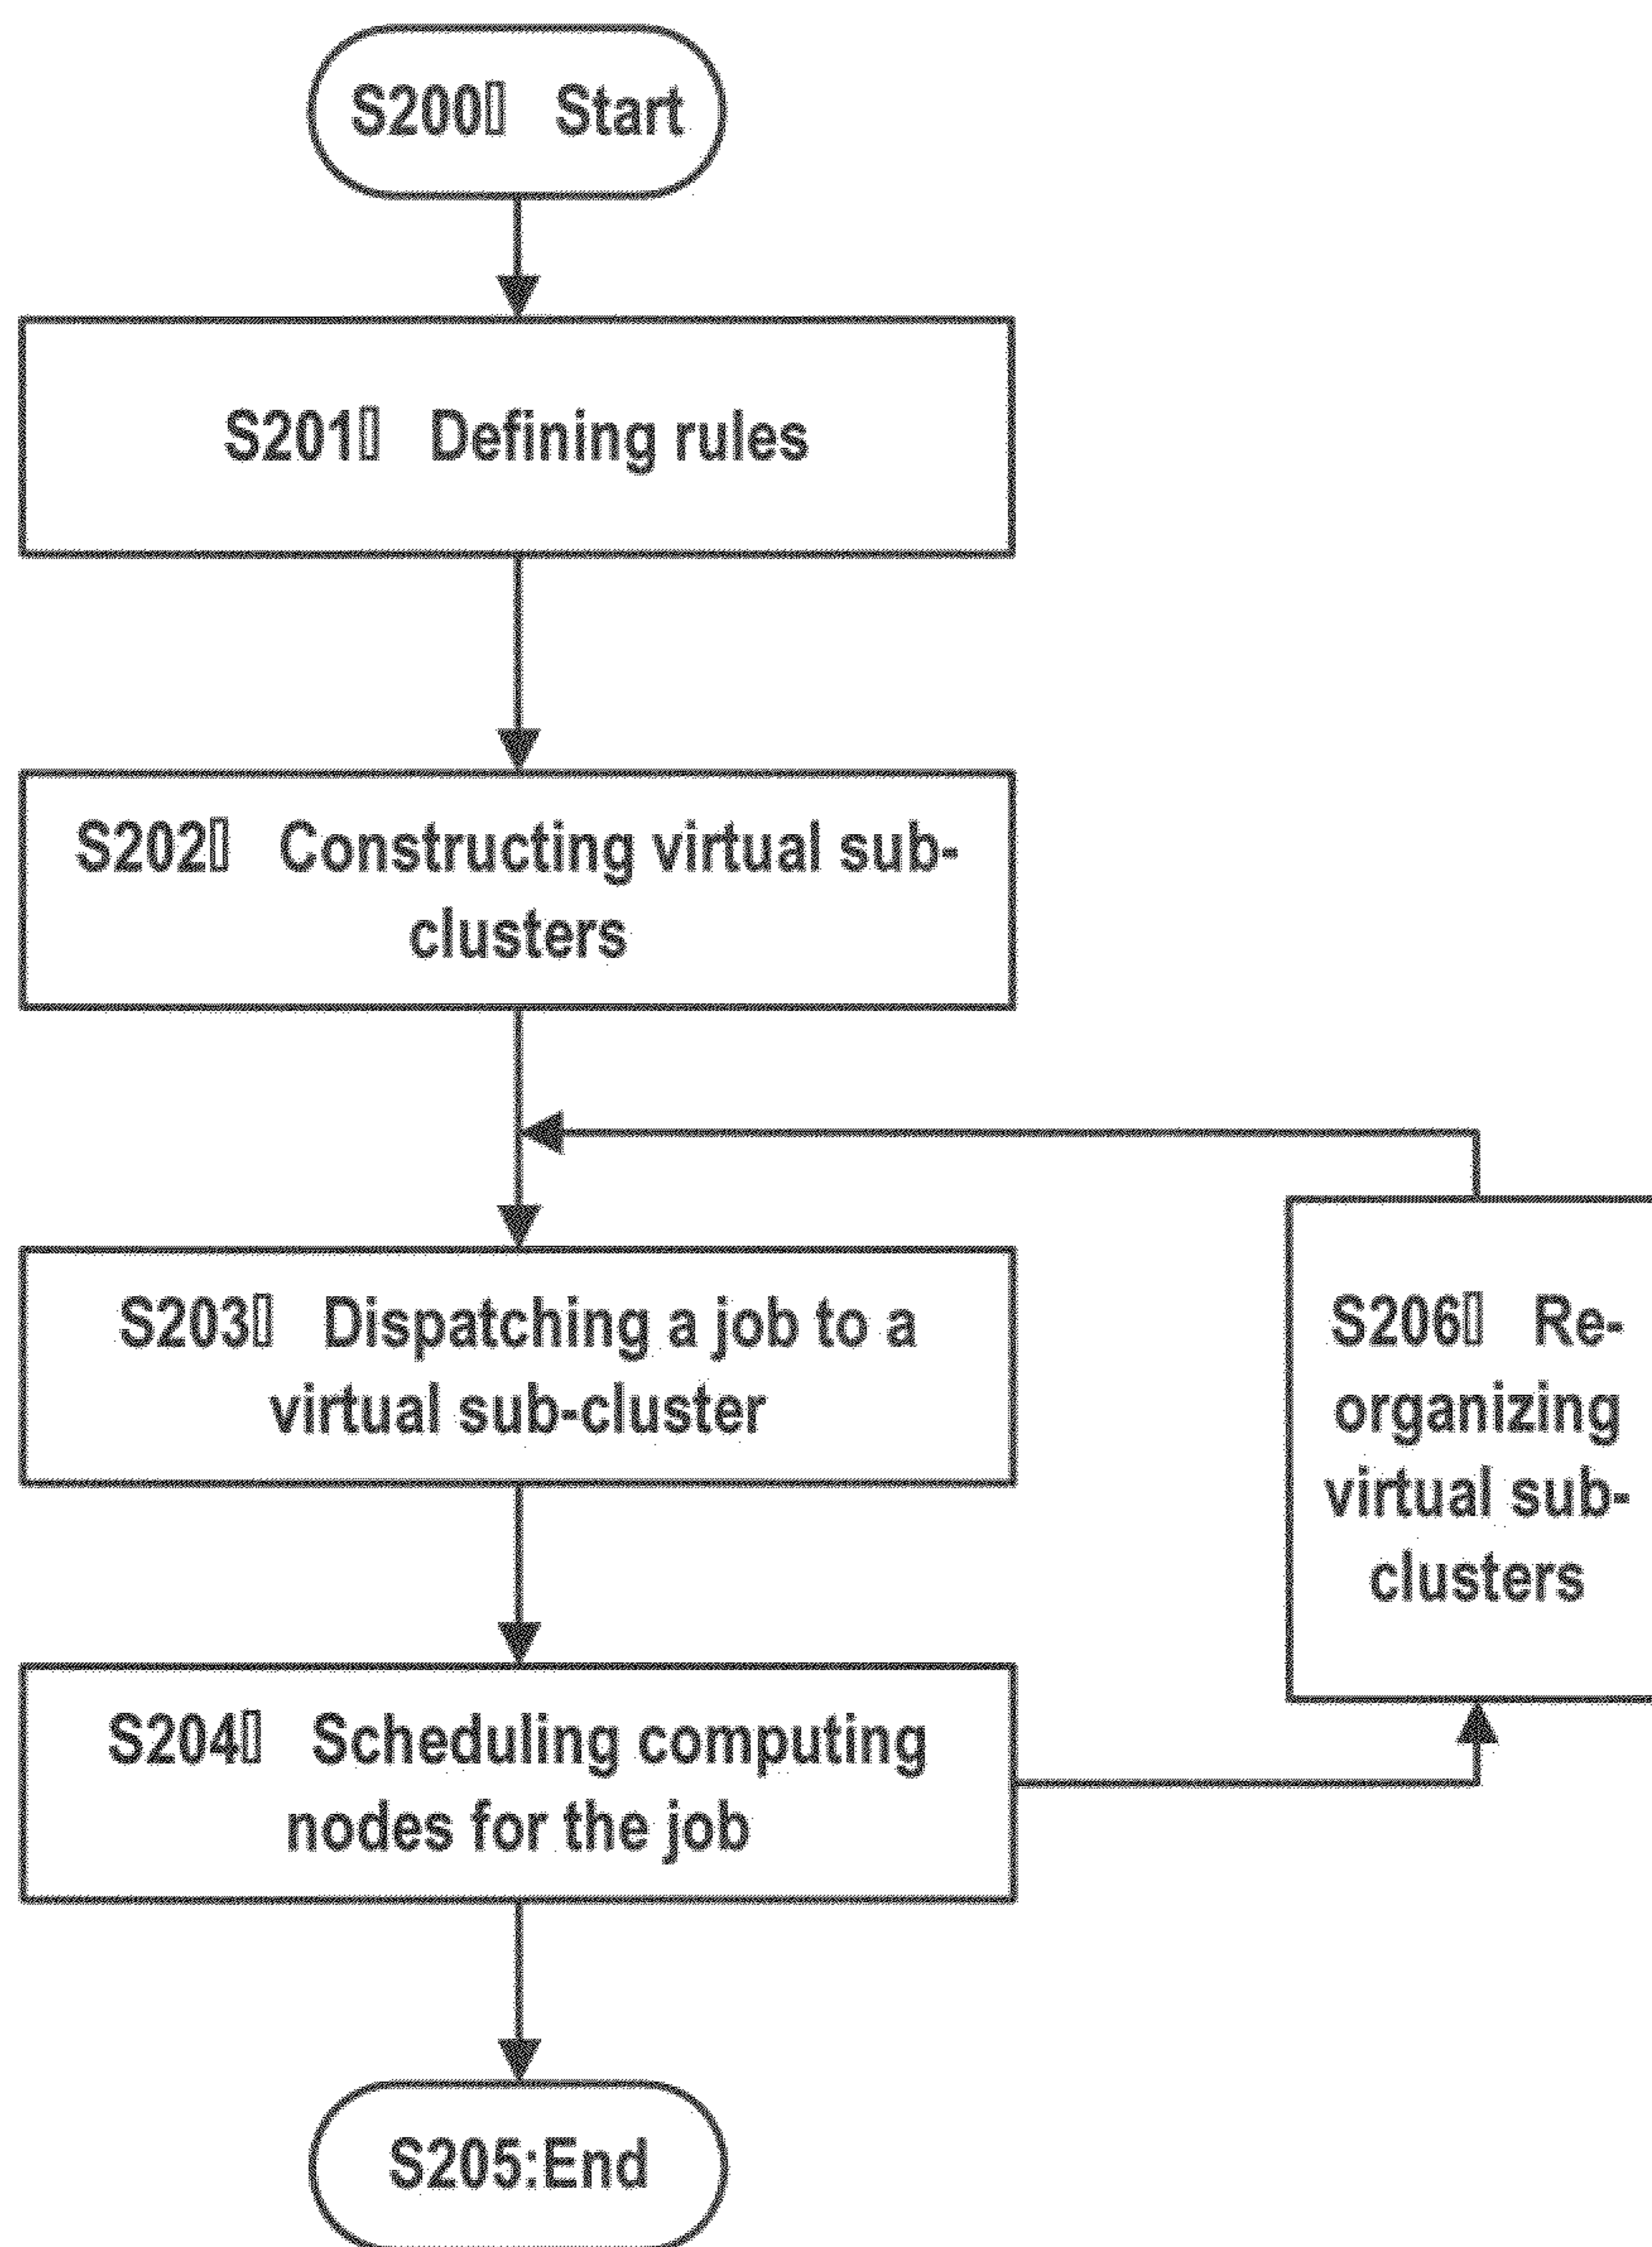 S200▯ Start
S201▯ Defining rules
S202▯ Constructing virtual sub-
clusters
S203▯ Dispatching a job to a
virtual sub-cluster
S204▯ Scheduling computing
nodes for the job
S205:End
S206▯ Re-
organizing
virtual sub-
clusters